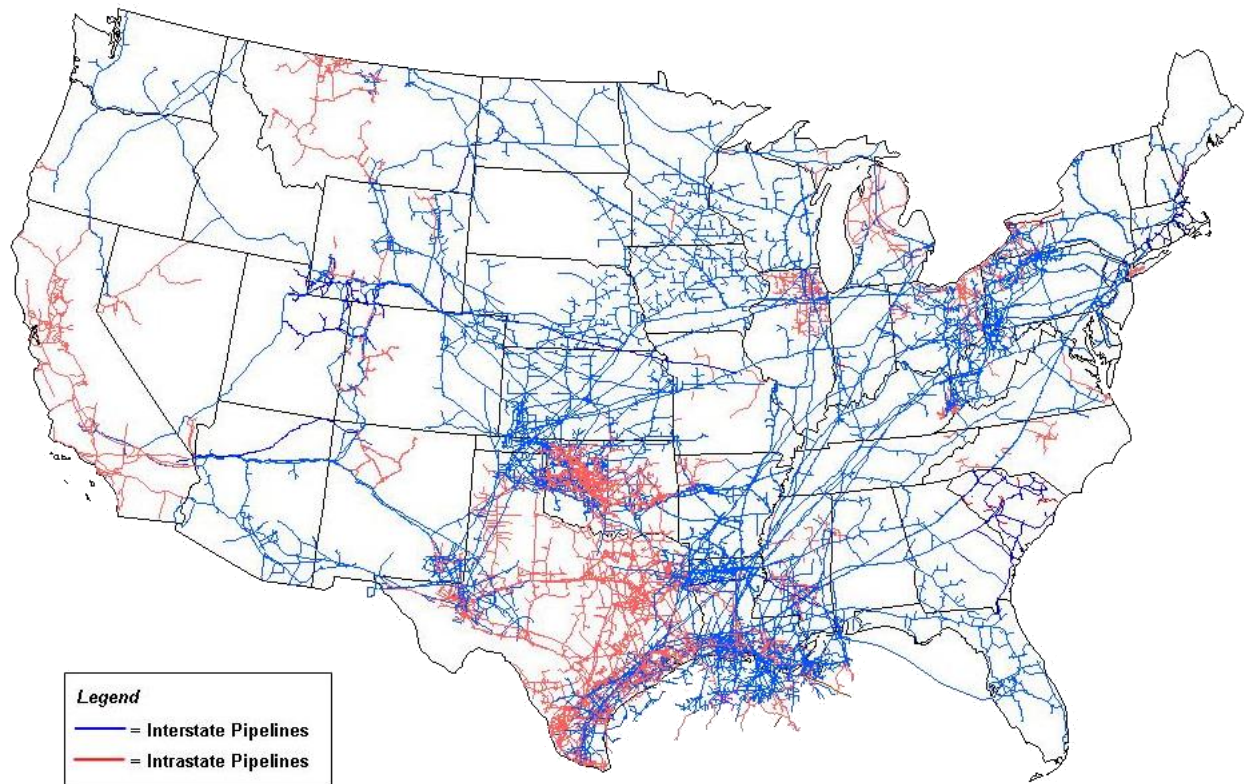 Legend
= Interstate Pipelines
= Intrastate Pipelines